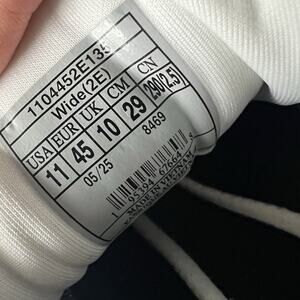 1104452E135
Wide(2E)
USA EUR UK CM CN
11 45 10 29 290(2.5)
05/25 8469
MADE IN